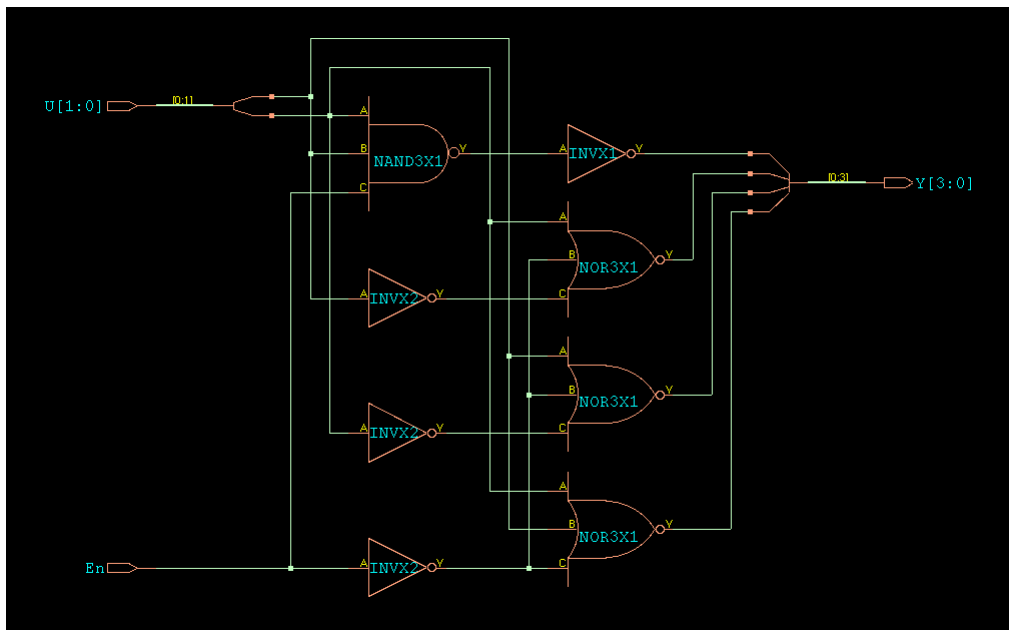 U[1:0]
[0:1]
A
B
C
NAND3X1
Y
A
INVX1
Y
[0:3]
Y[3:0]
A
B
C
NOR3X1
Y
A
INVX2
Y
A
B
C
NOR3X1
Y
A
INVX2
Y
A
B
C
NOR3X1
Y
En
A
INVX2
Y